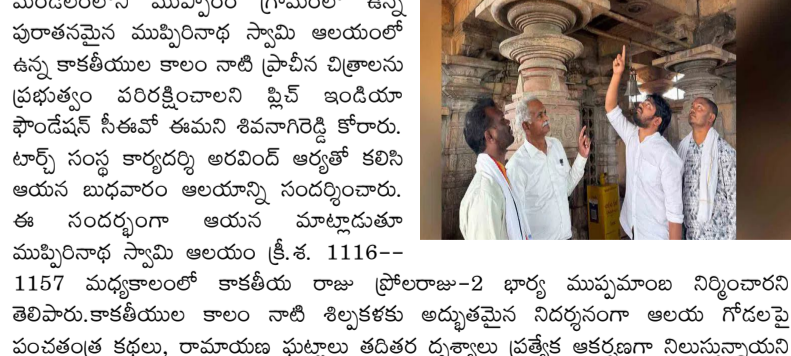 మండలంలోని ముప్పారం గ్రామంలో ఉన్న
పురాతనమైన ముప్పిరినాథ స్వామి ఆలయంలో
ఉన్న కాకతీయుల కాలం నాటి ప్రాచీన చిత్రాలను
ప్రభుత్వం పరిరక్షించాలని ప్లిచ్ ఇండియా
ఫౌండేషన్ సీఈవో ఈమని శివనాగిరెడ్డి కోరారు.
టార్చ్ సంస్థ కార్యదర్శి అరవింద్ ఆర్యతో కలిసి
ఆయన బుధవారం ఆలయాన్ని సందర్శించారు.
ఈ సందర్భంగా ఆయన మాట్లాడుతూ
ముప్పిరినాథ స్వామి ఆలయం క్రీ.శ. 1116--
1157 మధ్యకాలంలో కాకతీయ రాజు ప్రోలరాజు-2 భార్య ముప్పమాంబ నిర్మించారని
తెలిపారు.కాకతీయుల కాలం నాటి శిల్పకళకు అద్భుతమైన నిదర్శనంగా ఆలయ గోడలపై
పంచతంత్ర కథలు, రామాయణ ఘట్టాలు తదితర దృశ్యాలు ప్రత్యేక ఆకర్షణగా నిలుస్తున్నాయని